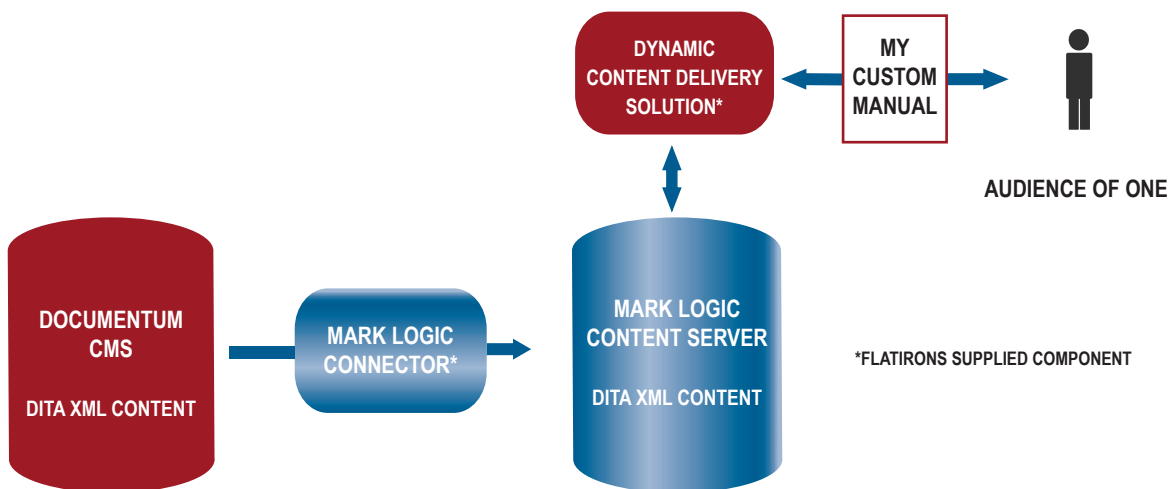 DYNAMIC
CONTENT DELIVERY
SOLUTION*
MY
CUSTOM
MANUAL
AUDIENCE OF ONE
DOCUMENTUM
CMS
DITA XML CONTENT
MARK LOGIC
CONNECTOR*
MARK LOGIC
CONTENT SERVER
DITA XML CONTENT
*FLATIRONS SUPPLIED COMPONENT